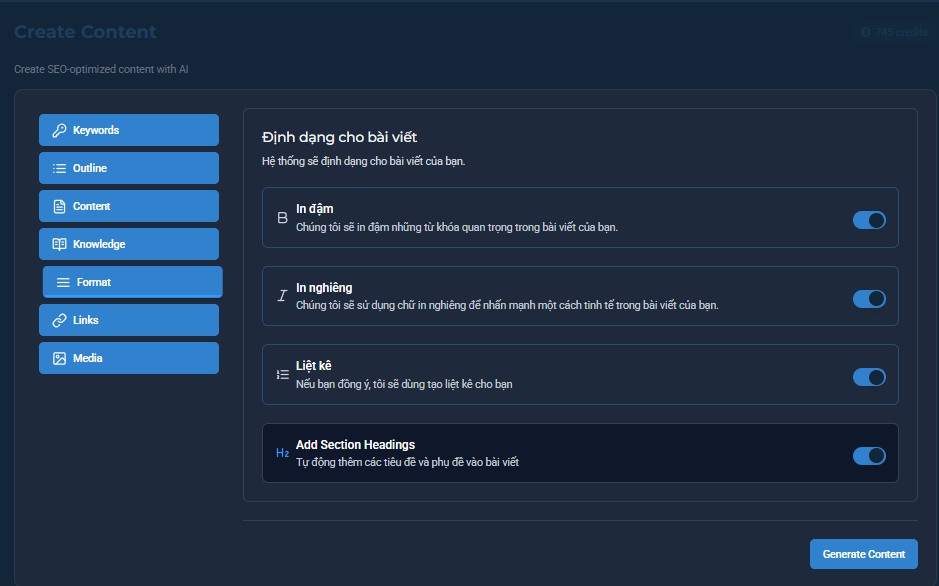 Create Content
745 credits
Create SEO-optimized content with AI
Keywords
Outline
Content
Knowledge
Format
Links
Media
Định dạng cho bài viết
Hệ thống sẽ định dạng cho bài viết của bạn.
B
In đậm
Chúng tôi sẽ in đậm những từ khóa quan trọng trong bài viết của bạn.
I
In nghiêng
Chúng tôi sẽ sử dụng chữ in nghiêng để nhấn mạnh một cách tinh tế trong bài viết của bạn.
Liệt kê
Nếu bạn đồng ý, tôi sẽ dùng tạo liệt kê cho bạn
H2
Add Section Headings
Tự động thêm các tiêu đề và phụ đề vào bài viết
Generate Content